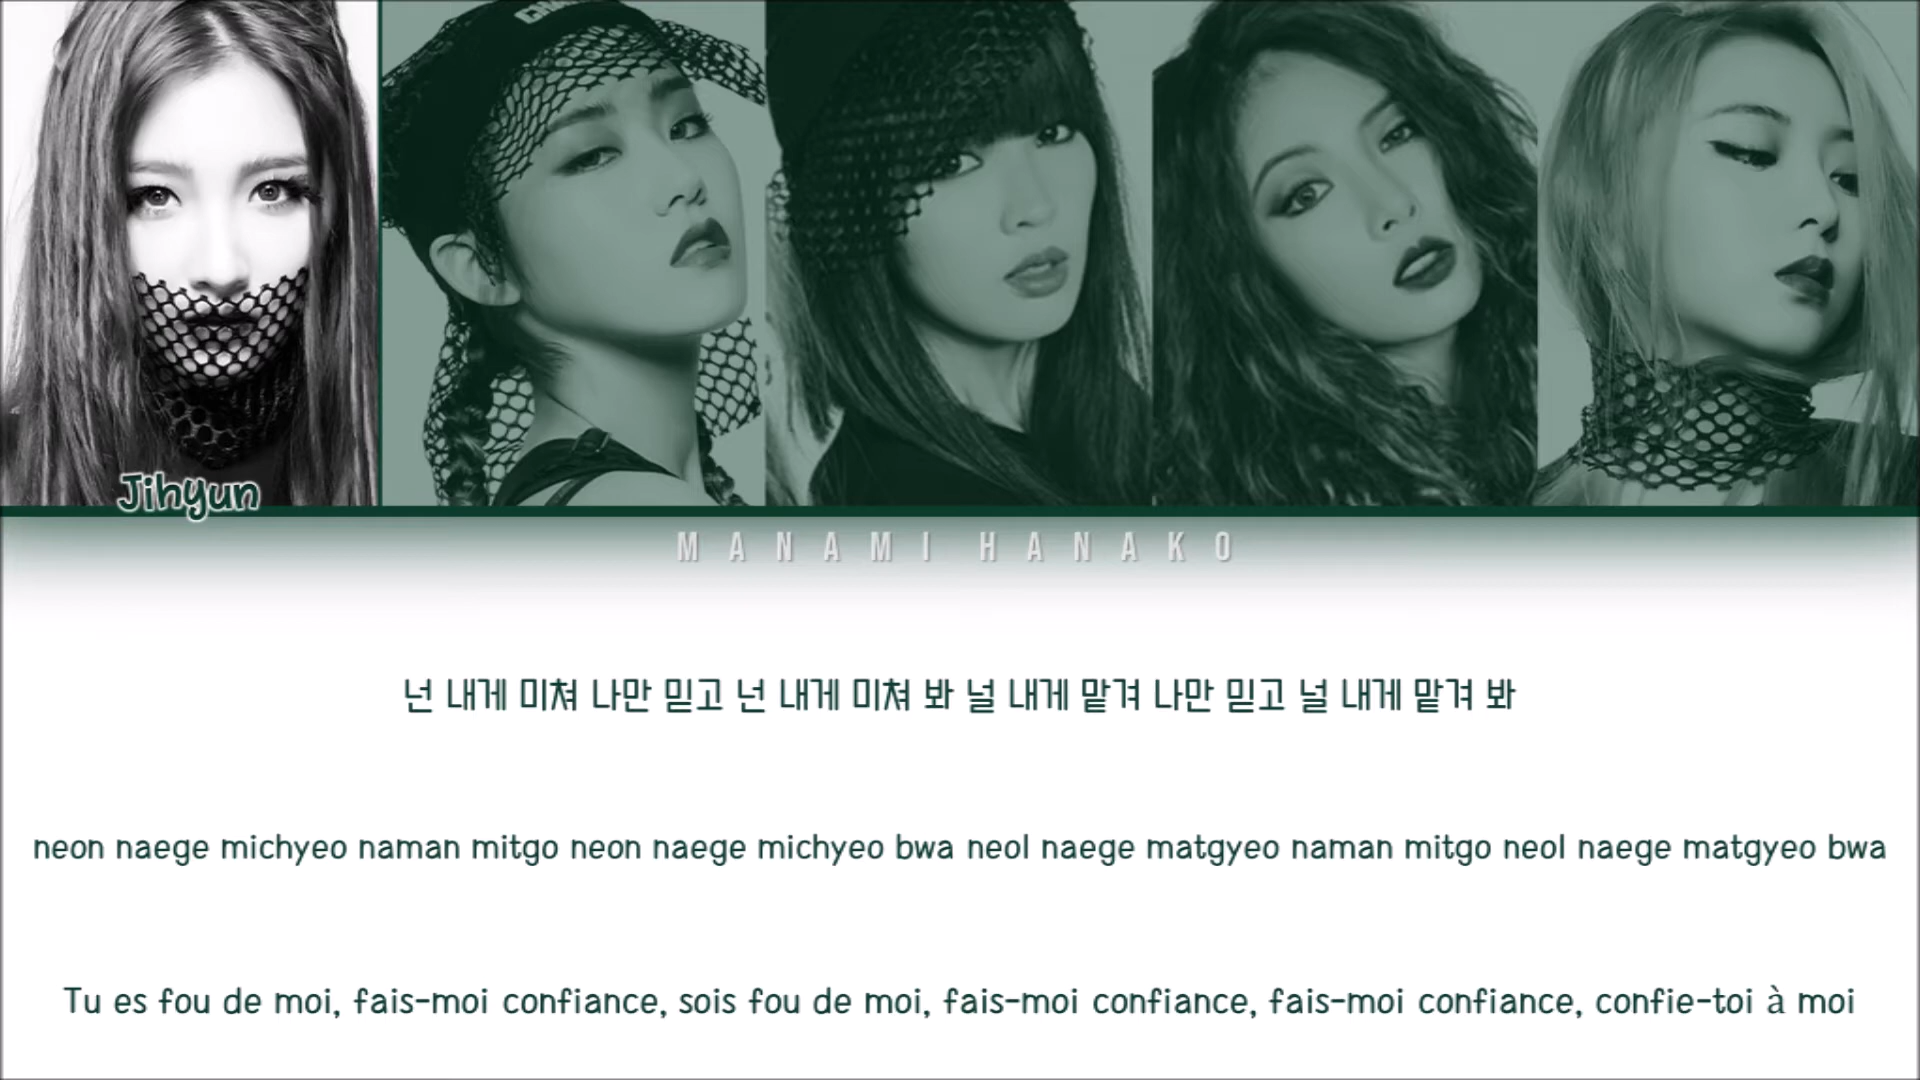 Jihyun
MANAMI HANAKO
넌 내게 미쳐 나만 믿고 넌 내게 미쳐 봐 널 내게 맡겨 나만 믿고 널 내게 맡겨 봐
neon naege michyeo naman mitgo neon naege michyeo bwa neol naege matgyeo naman mitgo neol naege matgyeo bwa
Tu es fou de moi, fais-moi confiance, sois fou de moi, fais-moi confiance, fais-moi confiance, confie-toi à moi